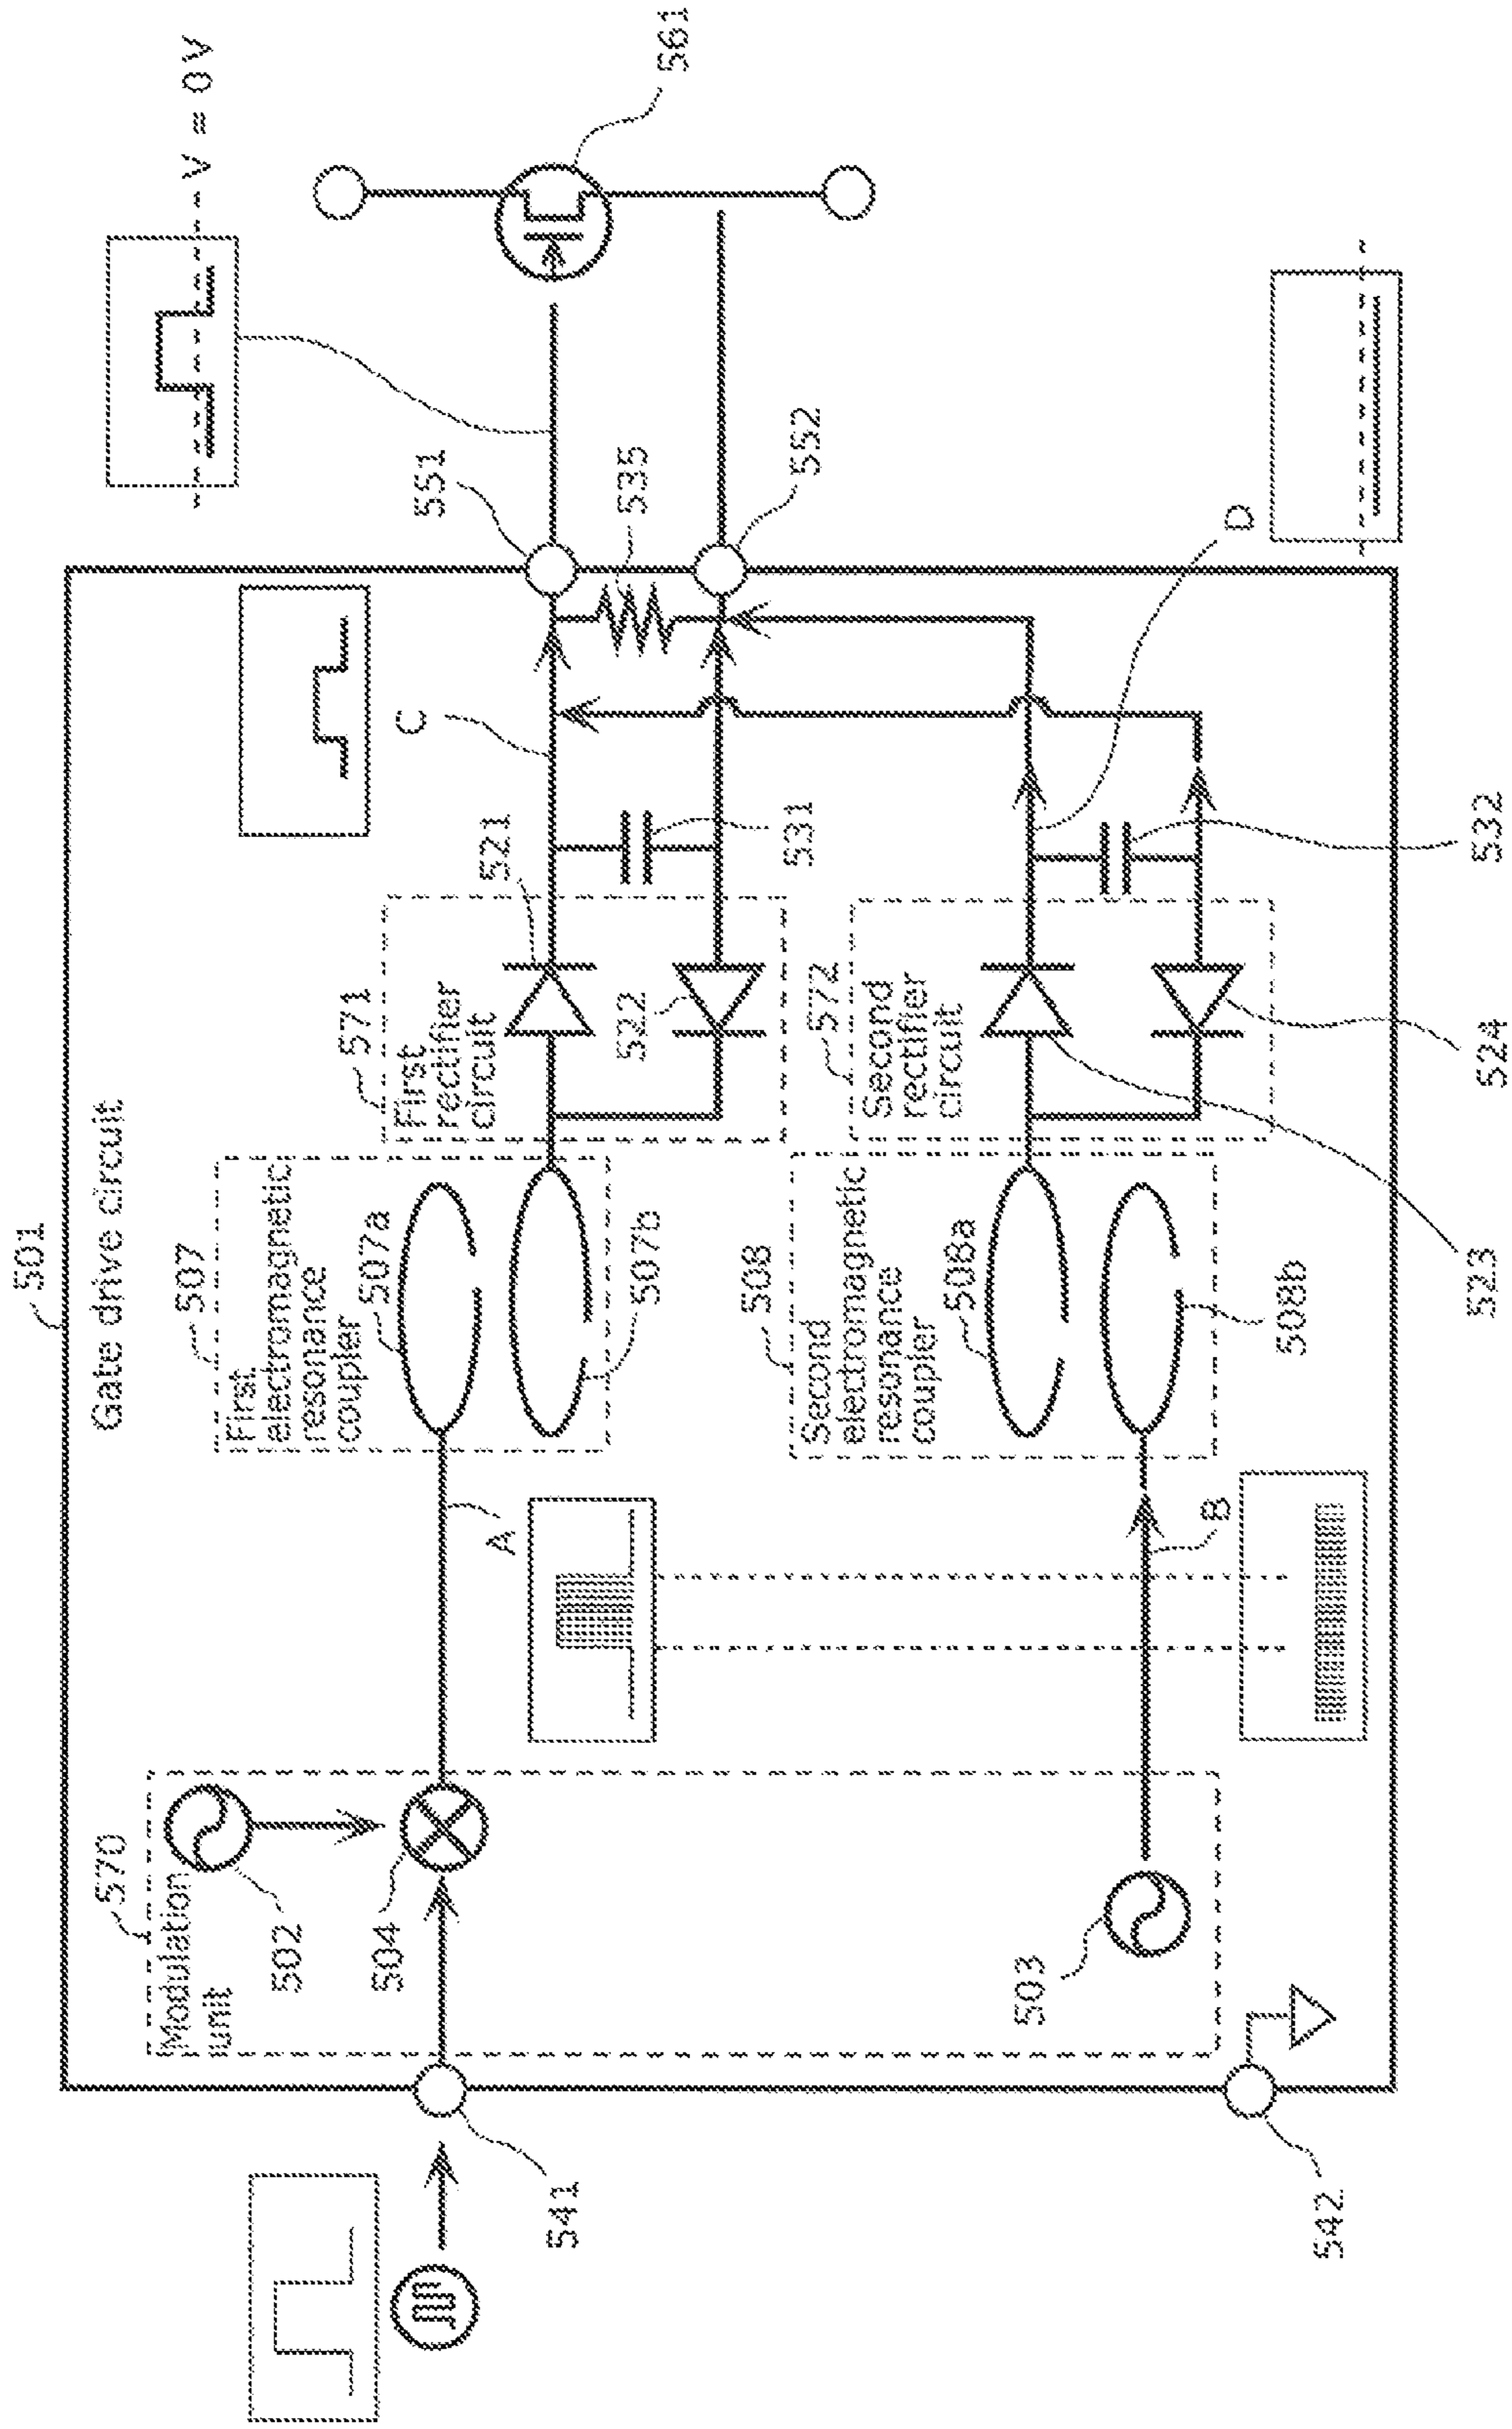 501
Gate drive circuit
570
Modulation
unit
502
504
503
541
542
A
B
507
First
electromagnetic
resonance
coupler
507a
507b
508
Second
electromagnetic
resonance
coupler
508a
508b
571
First
rectifier
circuit
521
522
572
Second
rectifier
circuit
523
524
531
532
C
D
551
535
552
V = 0V
561